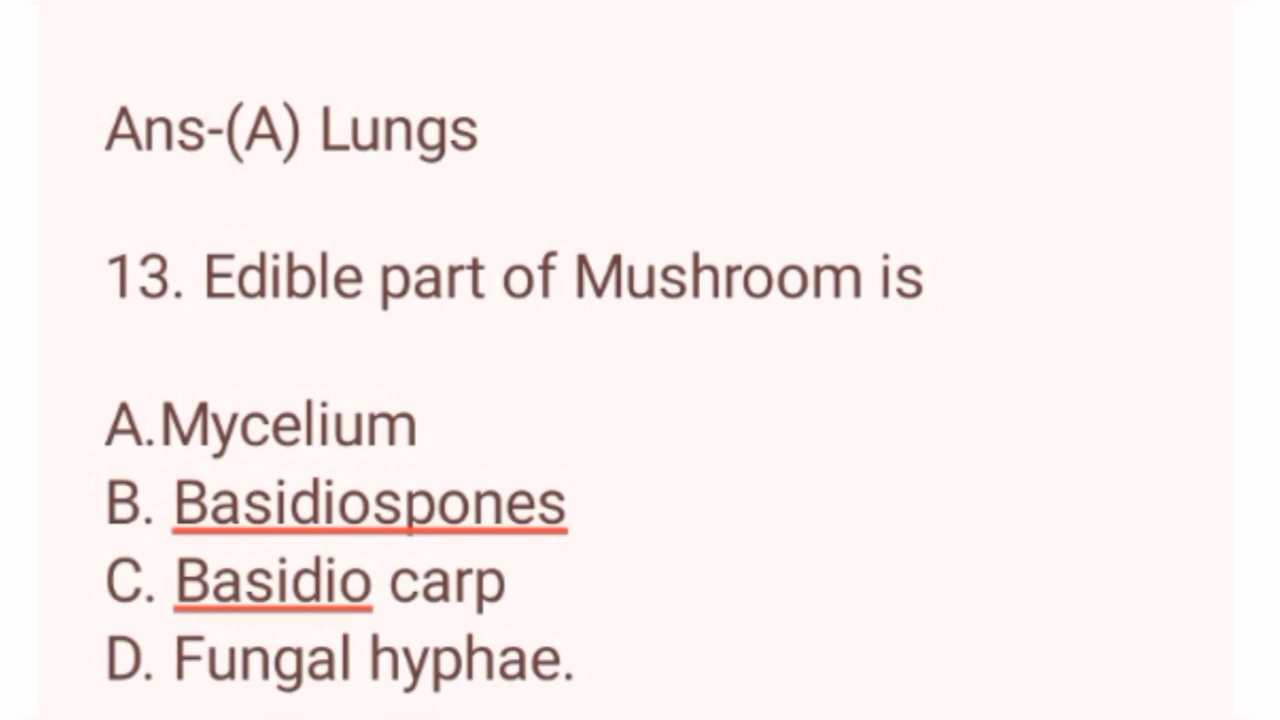 Ans-(A) Lungs
13. Edible part of Mushroom is
A.Mycelium
B. Basidiospones
C. Basidio carp
D. Fungal hyphae.